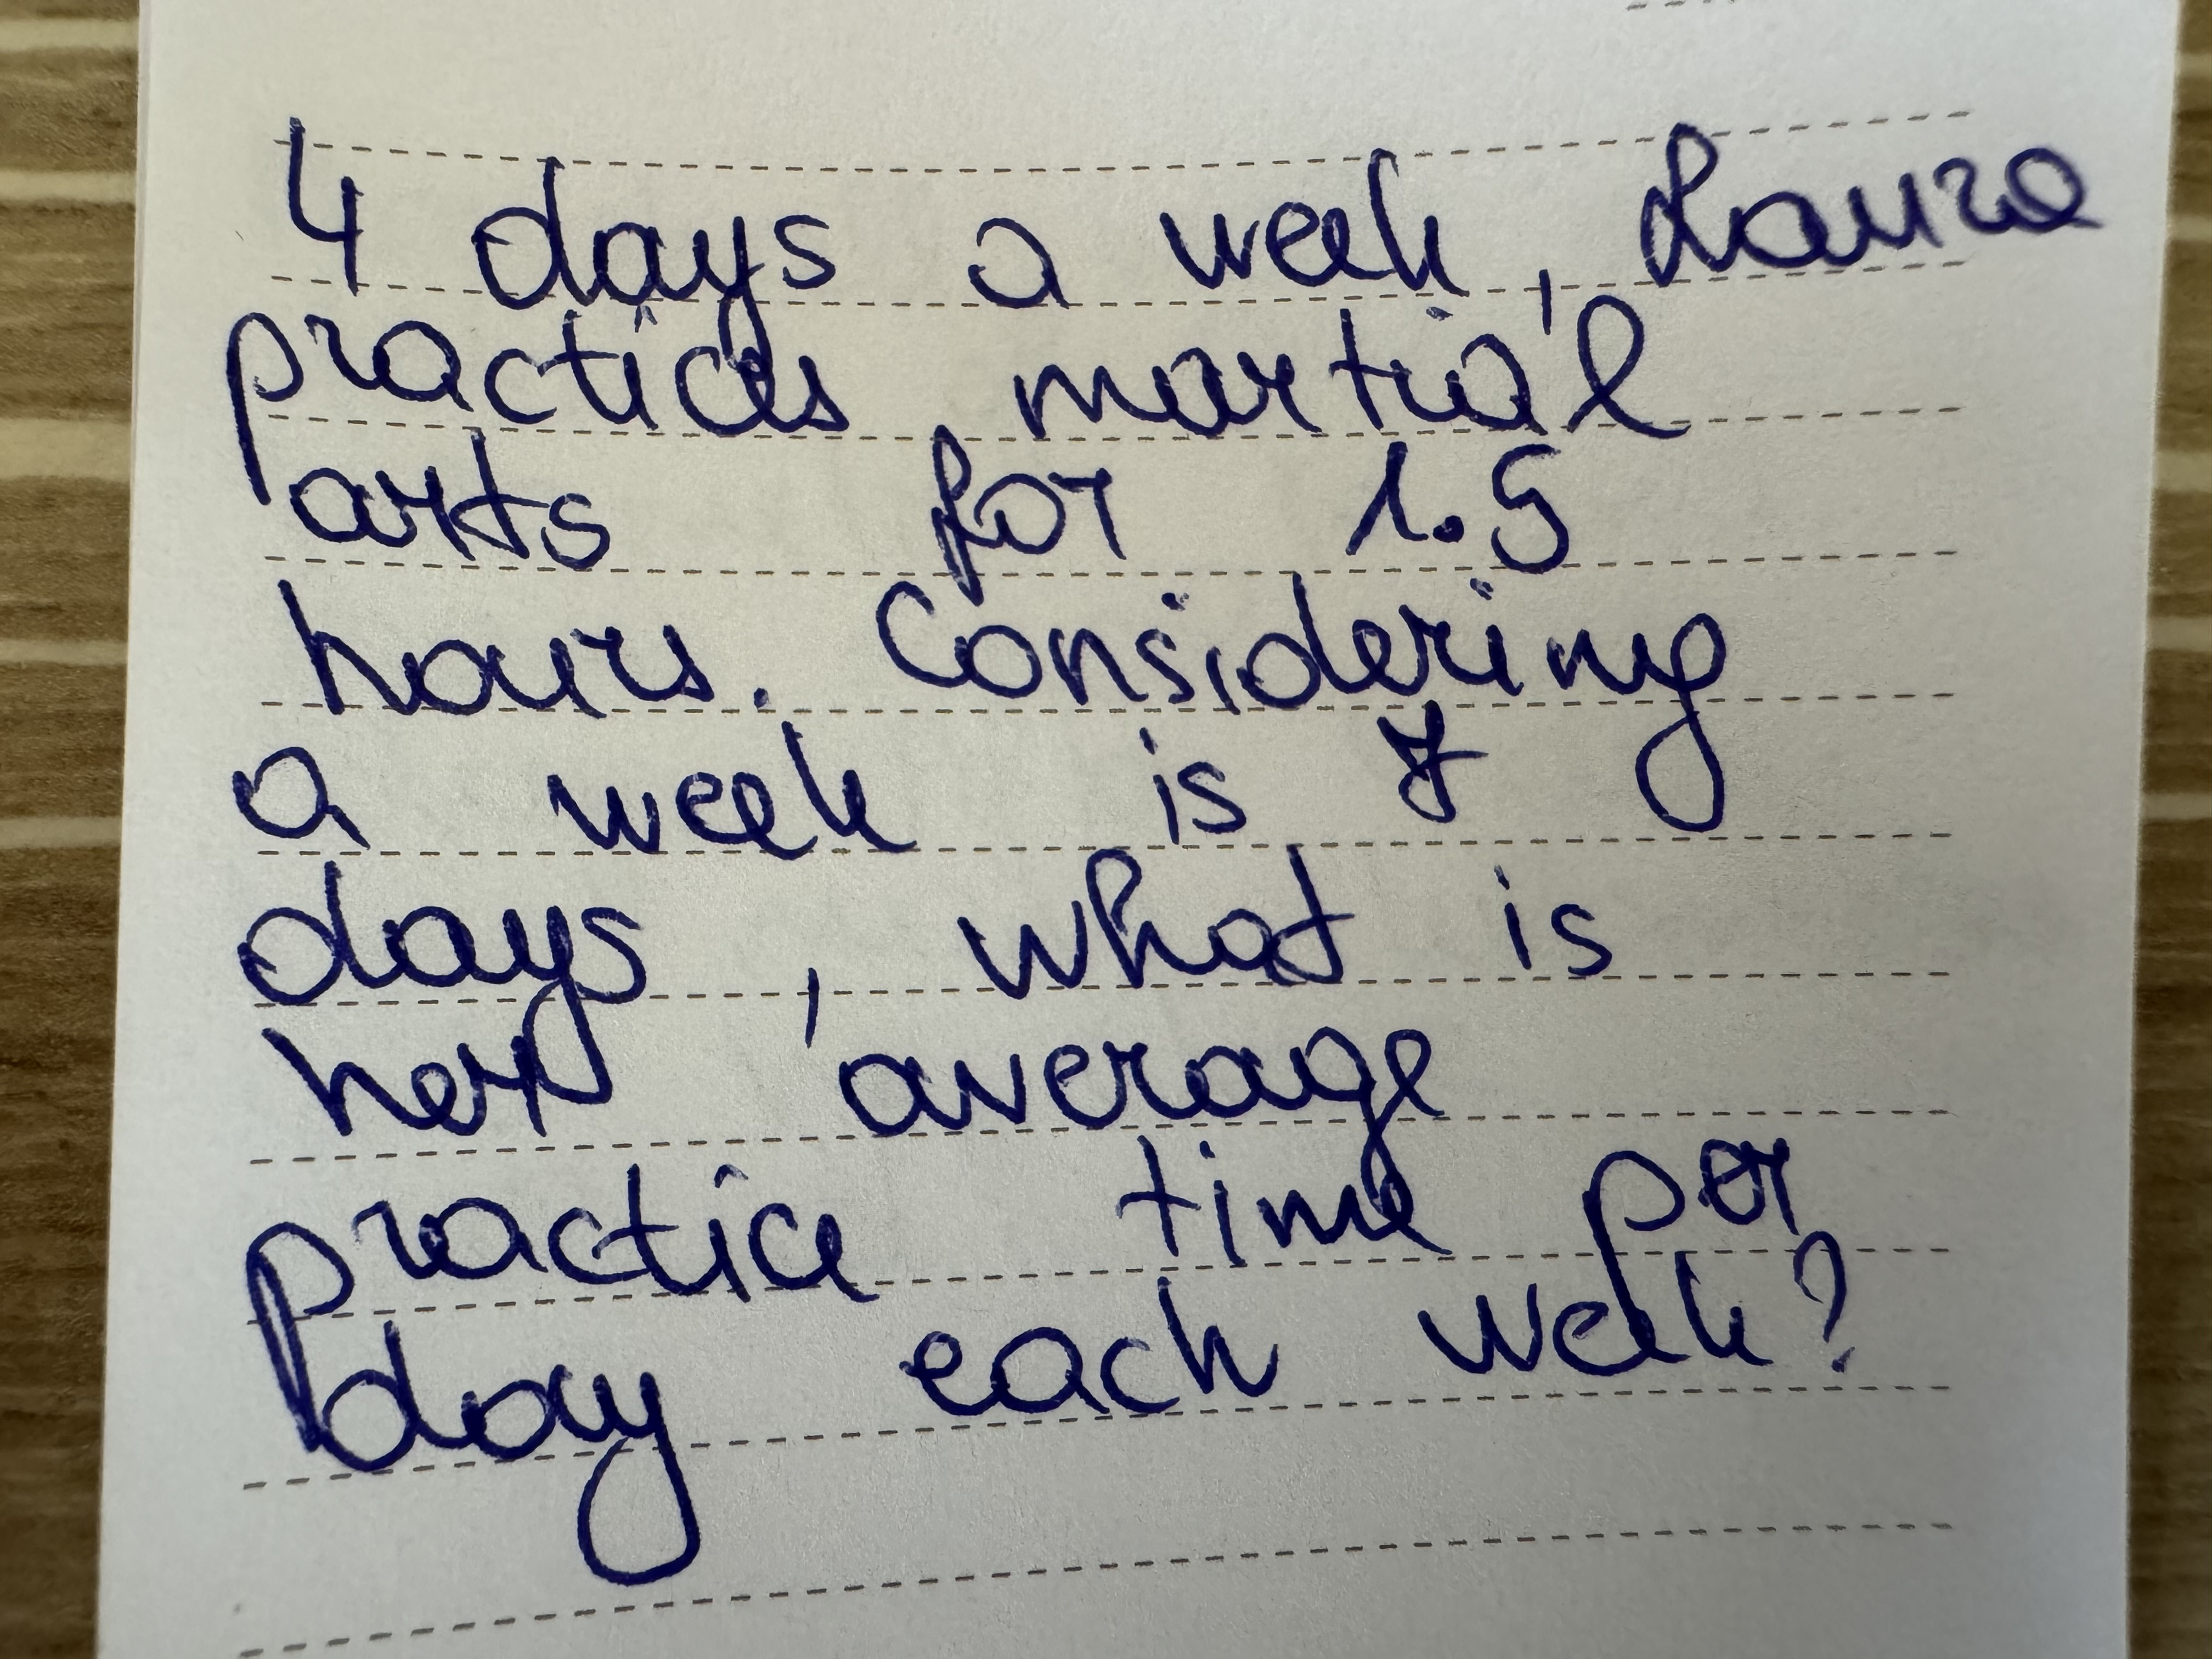 4 days a week, Laura
practices martial
arts for 1.5
hours. Considering
a week is 7
days, what is
her average
practice time per
day each week?